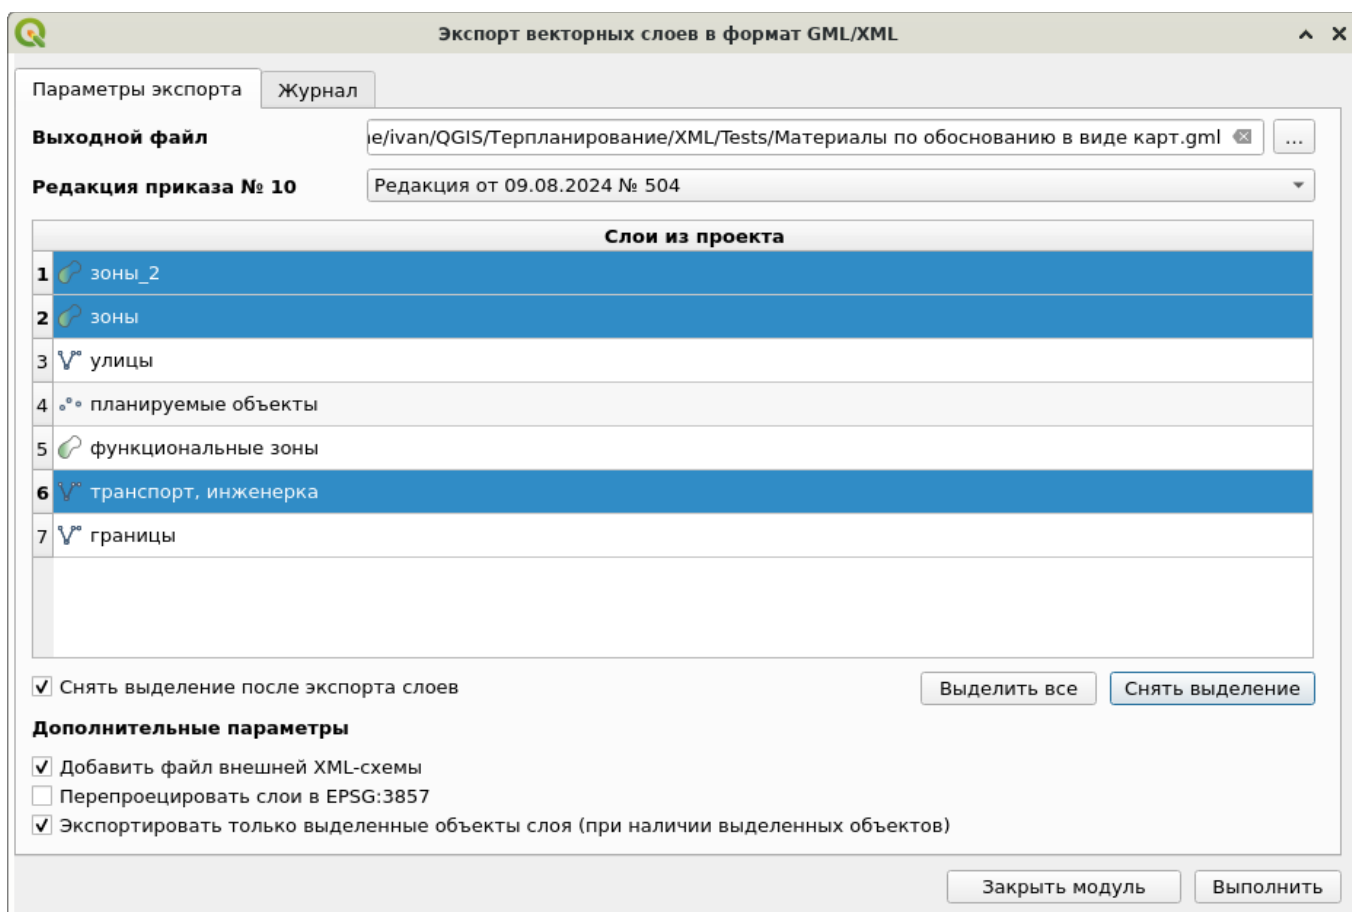 Экспорт векторных слоев в формат GML/XML
Параметры экспорта
Журнал
Выходной файл
e/ivan/QGIS/Терпланирование/XML/Tests/Материалы по обоснованию в виде карт.gml
...
Редакция приказа № 10
Редакция от 09.08.2024 № 504
Слои из проекта
1 зоны_2
2 зоны
3 улицы
4 планируемые объекты
5 функциональные зоны
6 транспорт, инженерка
7 границы
Снять выделение после экспорта слоев
Выделить все
Снять выделение
Дополнительные параметры
Добавить файл внешней XML-схемы
Перепроецировать слои в EPSG:3857
Экспортировать только выделенные объекты слоя (при наличии выделенных объектов)
Закрыть модуль
Выполнить